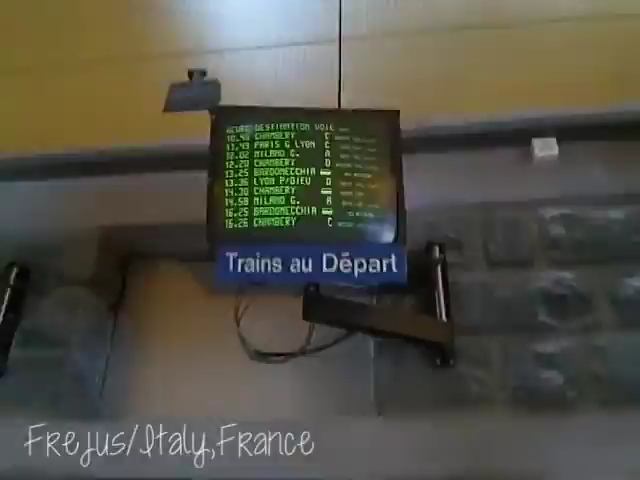 HEURE DESTINATION VOIE
10.46 CHAMBERY C
11.49 PARIS G LYON C
12.02 MILANO G. A
12.20 CHAMBERY D
13.25 BARDONECCHIA
13.36 LYON P/DIEU D
14.30 CHAMBERY
14.58 MILANO G. A
16.25 BARDONECCHIA
16.26 CHAMBERY C
Trains au Départ
Frejus/Italy,France